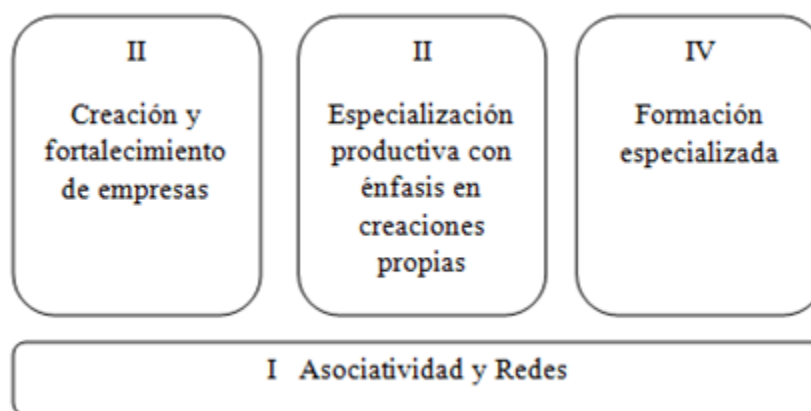 II
Creación y
fortalecimiento
de empresas
II
Especialización
productiva con
énfasis en
creaciones
propias
IV
Formación
especializada
I Asociatividad y Redes